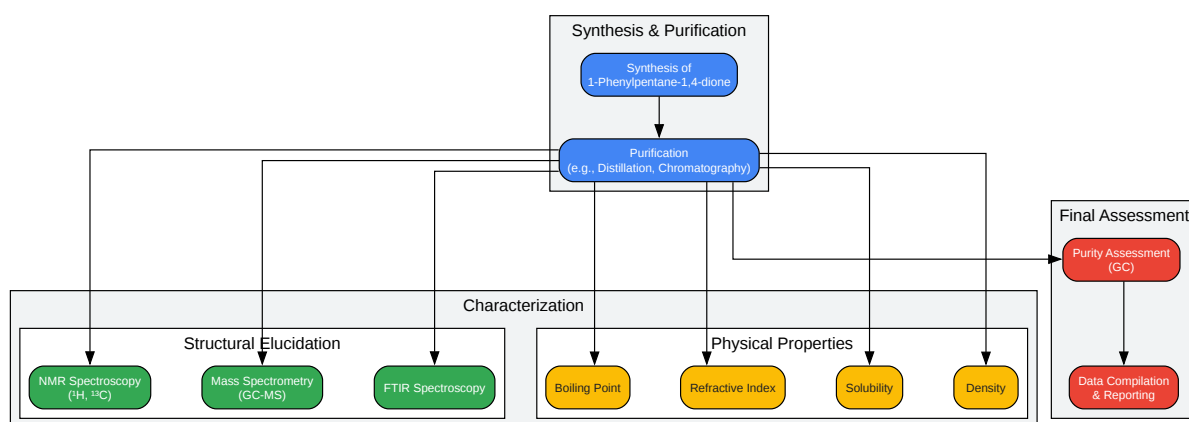 Synthesis & Purification
Synthesis of
1-Phenylpentane-1,4-dione
Purification
(e.g., Distillation, Chromatography)
Final Assessment
Purity Assessment
(GC)
Characterization
Structural Elucidation
Physical Properties
NMR Spectroscopy
(¹H, ¹³C)
Mass Spectrometry
(GC-MS)
FTIR Spectroscopy
Boiling Point
Refractive Index
Solubility
Density
Data Compilation
& Reporting